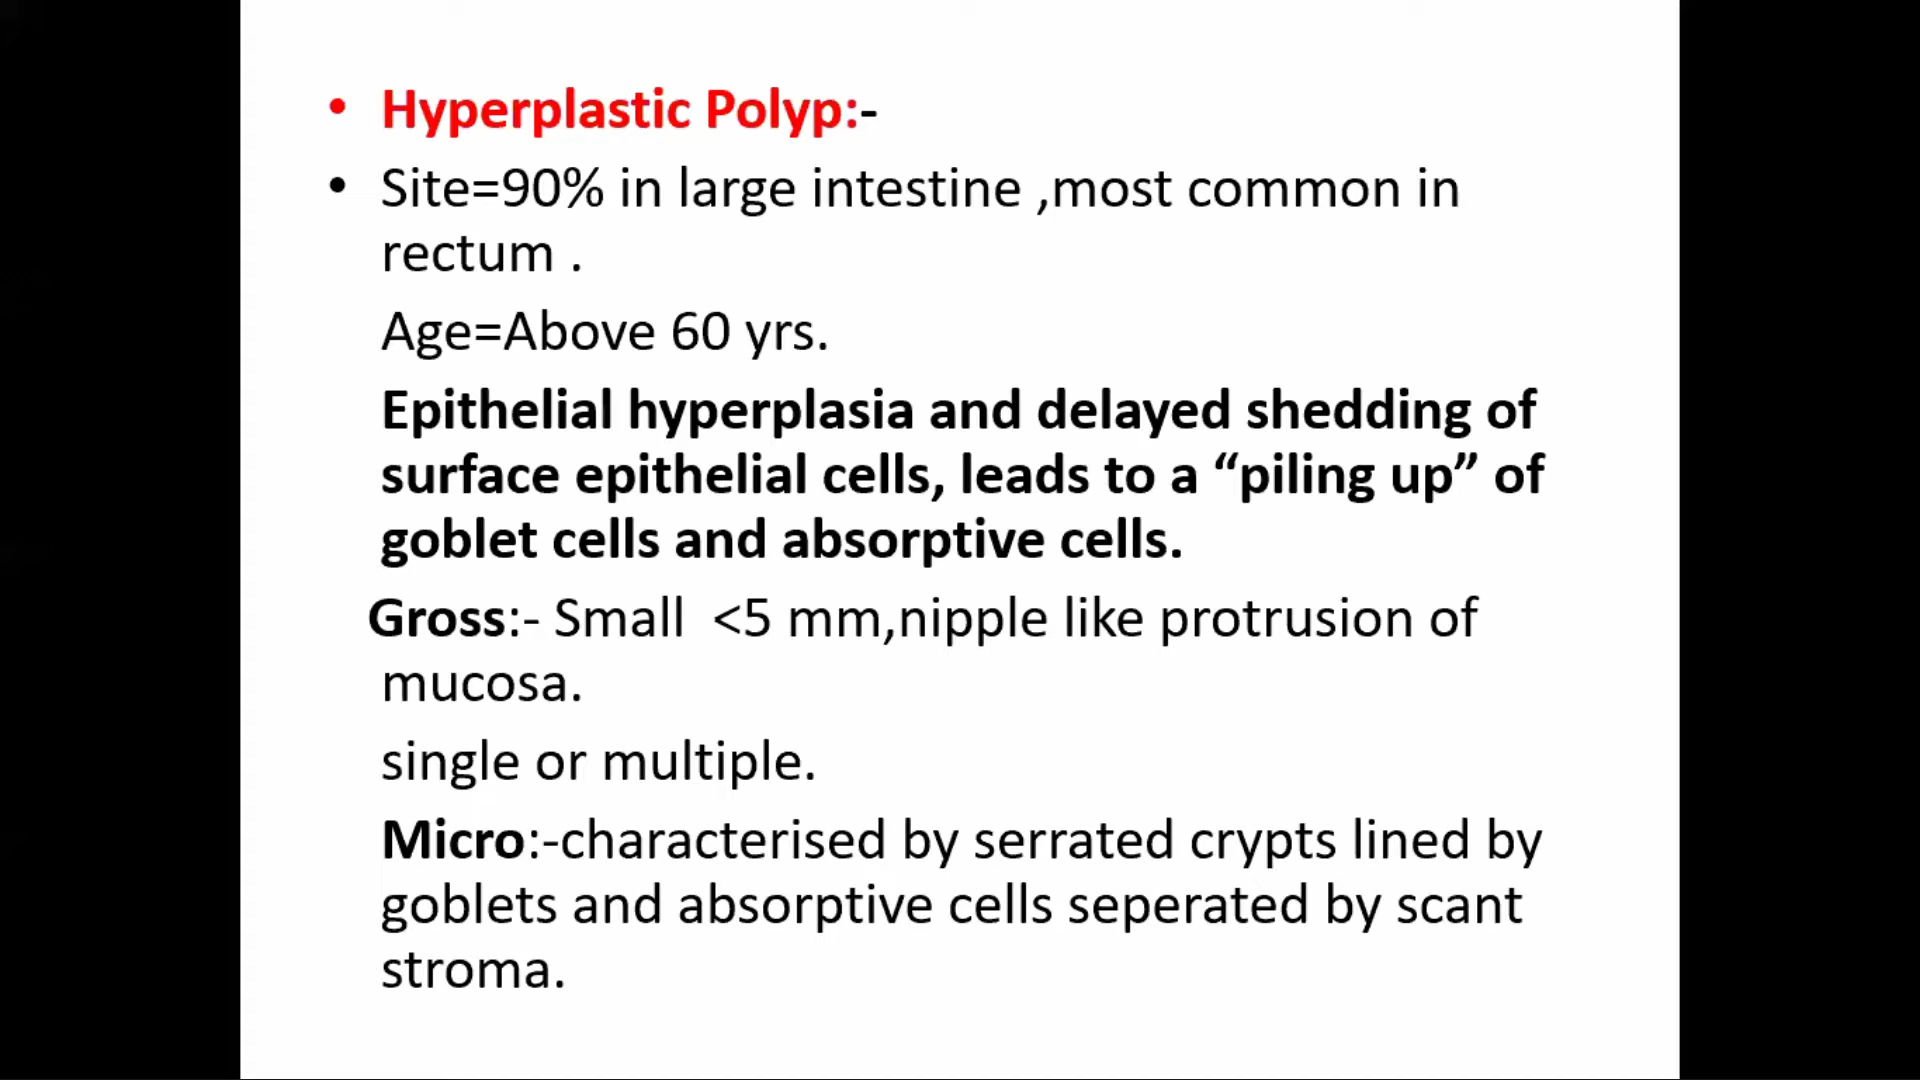 • Hyperplastic Polyp:-
• Site=90% in large intestine ,most common in
rectum .
Age=Above 60 yrs.
Epithelial hyperplasia and delayed shedding of
surface epithelial cells, leads to a “piling up” of
goblet cells and absorptive cells.
Gross:- Small  <5 mm,nipple like protrusion of
mucosa.
single or multiple.
Micro:-characterised by serrated crypts lined by
goblets and absorptive cells seperated by scant
stroma.